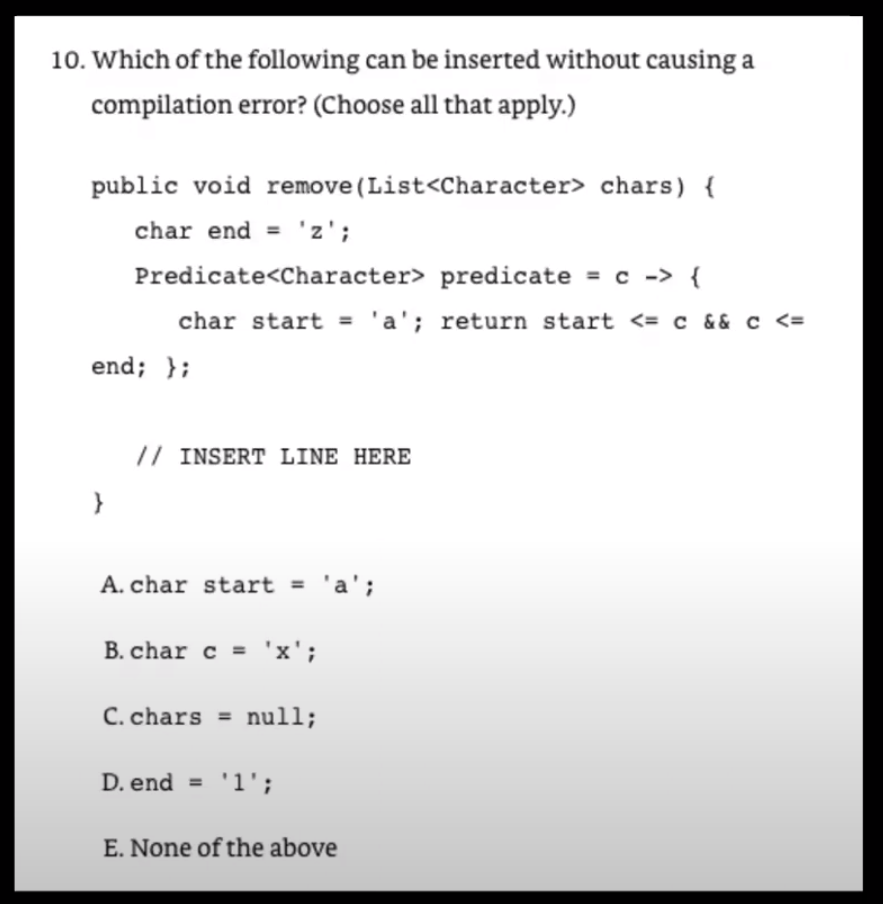 10. Which of the following can be inserted without causing a
compilation error? (Choose all that apply.)
public void remove(List<Character> chars) {
char end = 'z';
Predicate<Character> predicate = c -> {
char start = 'a'; return start <= c && c <=
end; };
// INSERT LINE HERE
}
A. char start = 'a';
B. char c = 'x';
C. chars = null;
D. end = '1';
E. None of the above